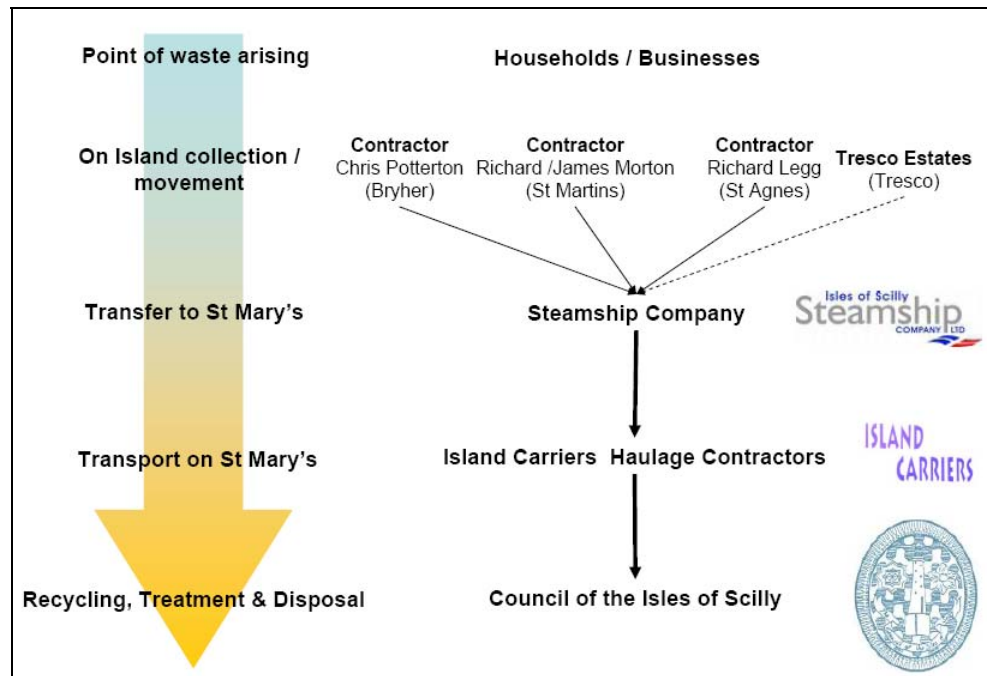 Point of waste arising
Households / Businesses
On Island collection /
movement
Contractor
Chris Potterton
(Bryher)
Contractor
Richard /James Morton
(St Martins)
Contractor
Richard Legg
(St Agnes)
Tresco Estates
(Tresco)
Transfer to St Mary's
Steamship Company
Isles of Scilly
Steamship
COMPANY LTD
Transport on St Mary's
Island Carriers Haulage Contractors
ISLAND
CARRIERS
Recycling, Treatment & Disposal
Council of the Isles of Scilly